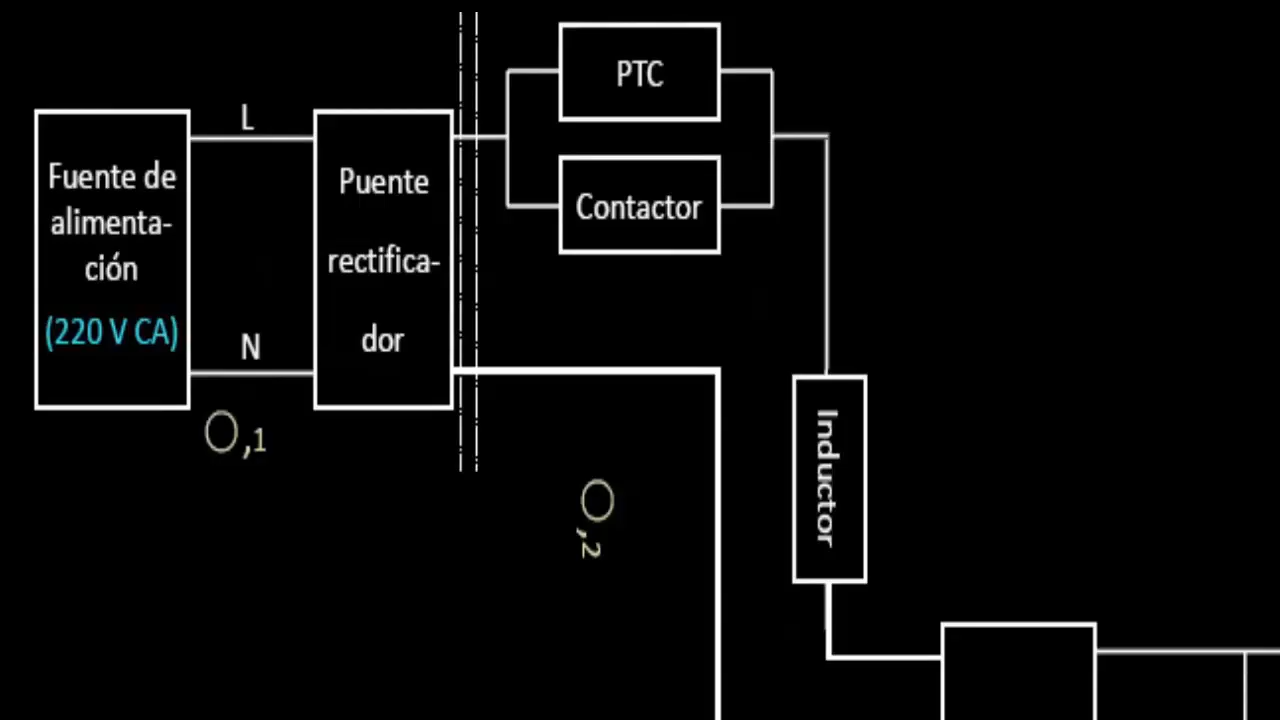 PTC
L
Fuente de
alimenta-
ción
(220 V CA)
Puente
rectifica-
dor
Contactor
N
O,1
O,2
Inductor